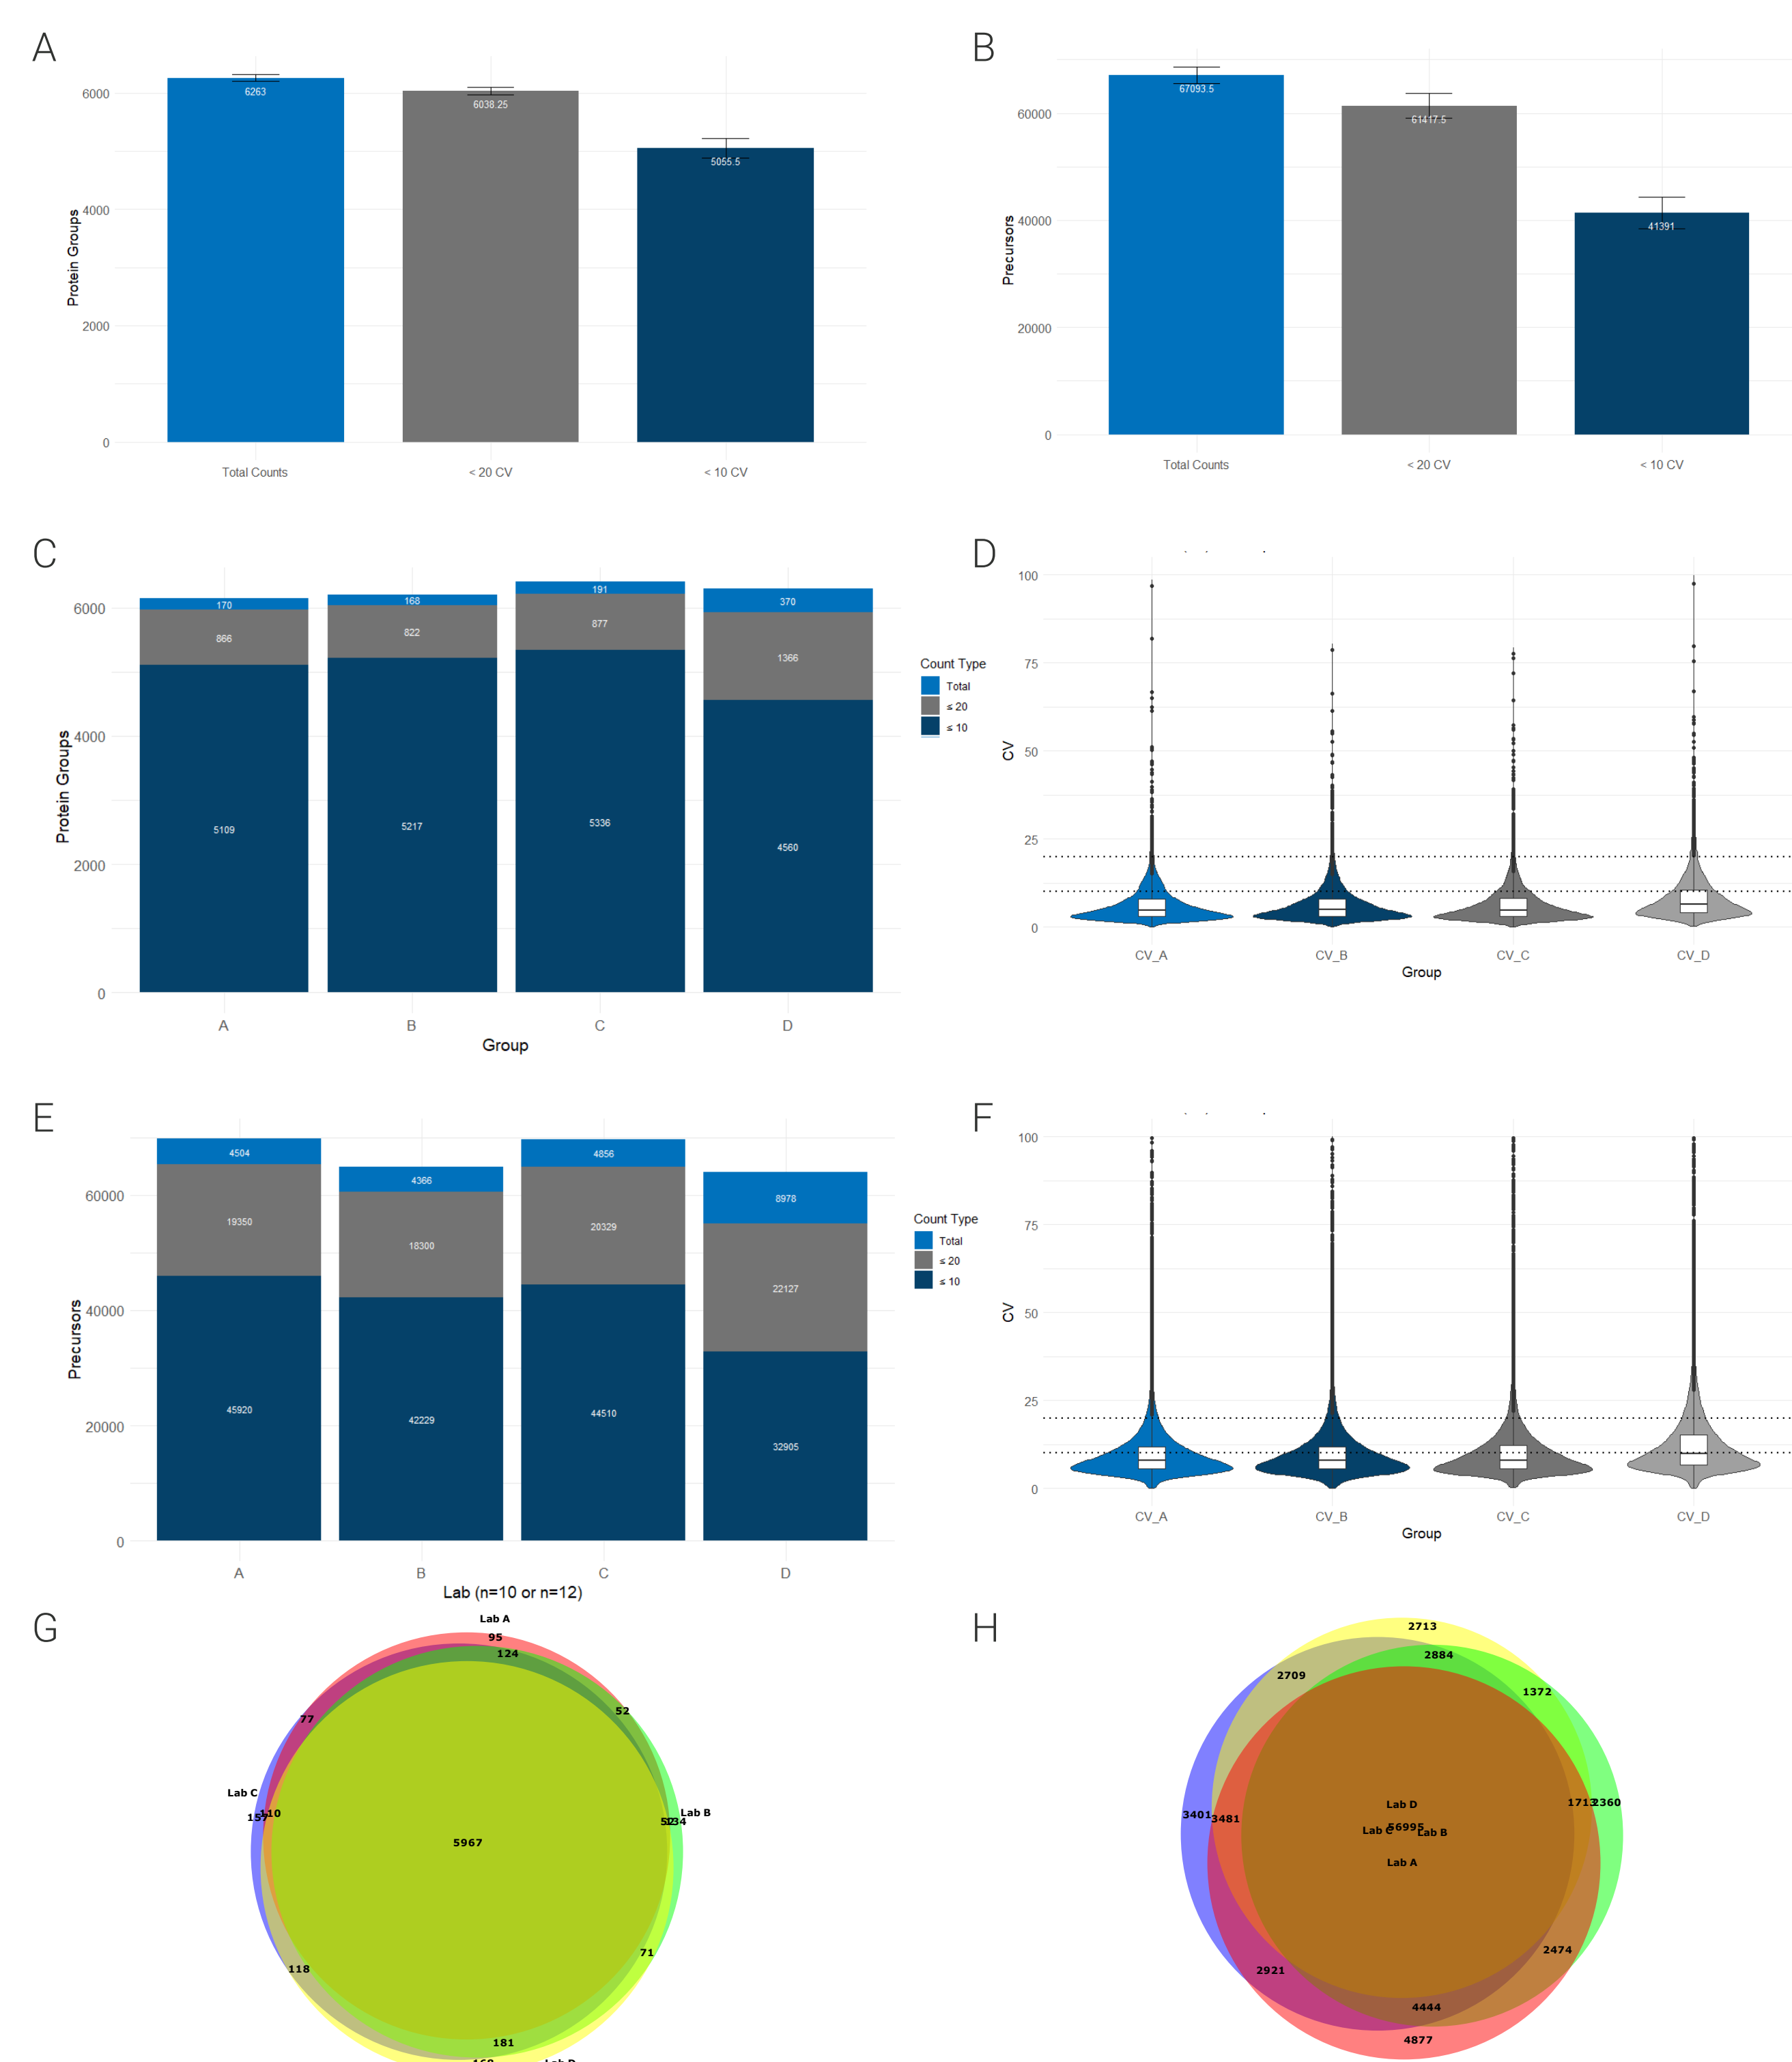 A
6000
4000
2000
0
Protein Groups
6263
6038.25
5055.5
Total Counts
< 20 CV
< 10 CV
B
60000
40000
20000
0
Precursors
67093.5
61417.5
41391
Total Counts
< 20 CV
< 10 CV
C
6000
4000
2000
0
Protein Groups
170
168
191
370
866
822
877
1366
5109
5217
5336
4560
A
B
C
D
Group
Count Type
Total
≤ 20
≤ 10
D
100
75
50
25
0
CV
CV_A
CV_B
CV_C
CV_D
Group
E
60000
40000
20000
0
Precursors
4504
4366
4856
8978
19350
18300
20329
22127
45920
42229
44510
32905
A
B
C
D
Lab (n=10 or n=12)
Count Type
Total
≤ 20
≤ 10
F
100
75
50
25
0
CV
CV_A
CV_B
CV_C
CV_D
Group
G
Lab A
95
124
52
77
Lab C
157
110
Lab B
52
134
5967
71
118
181
H
2713
2884
2709
1372
3401
3481
1713
2360
Lab D
56995
Lab C
Lab B
Lab A
2474
2921
4444
4877